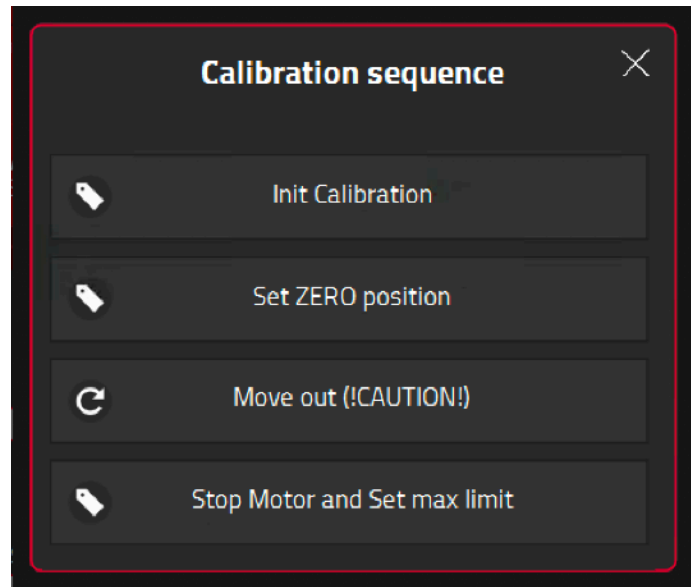 Calibration sequence
Init Calibration
Set ZERO position
Move out (!CAUTION!)
Stop Motor and Set max limit